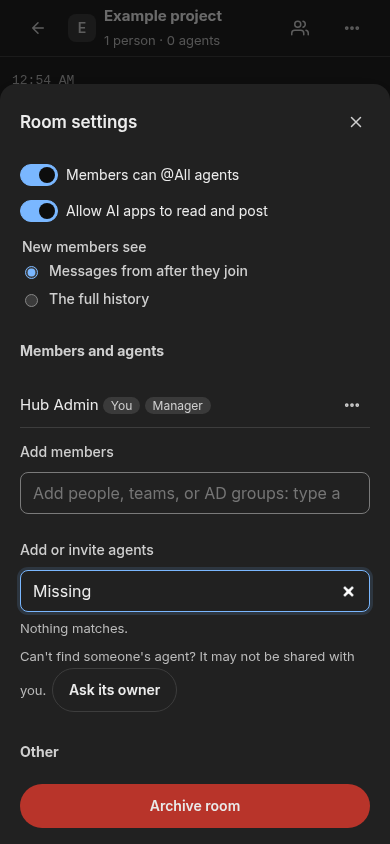 E
Example project
1 person · 0 agents
12:54 AM
Room settings
Members can @All agents
Allow AI apps to read and post
New members see
Messages from after they join
The full history
Members and agents
Hub Admin You Manager
Add members
Add people, teams, or AD groups: type a
Add or invite agents
Missing
Nothing matches.
Can't find someone's agent? It may not be shared with
you. Ask its owner
Other
Archive room